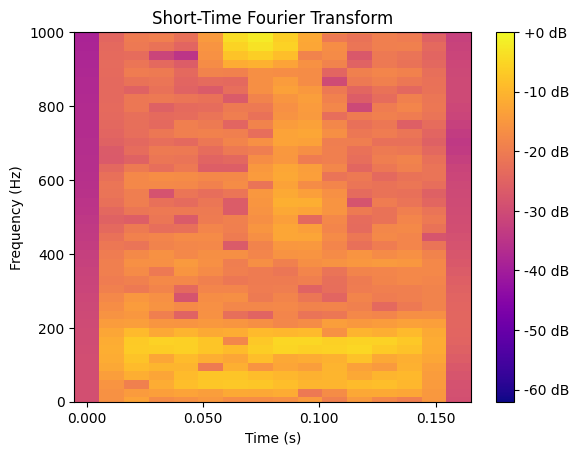 Short-Time Fourier Transform
1000
800
600
400
200
0
Frequency (Hz)
0.000
0.050
0.100
0.150
Time (s)
+0 dB
-10 dB
-20 dB
-30 dB
-40 dB
-50 dB
-60 dB